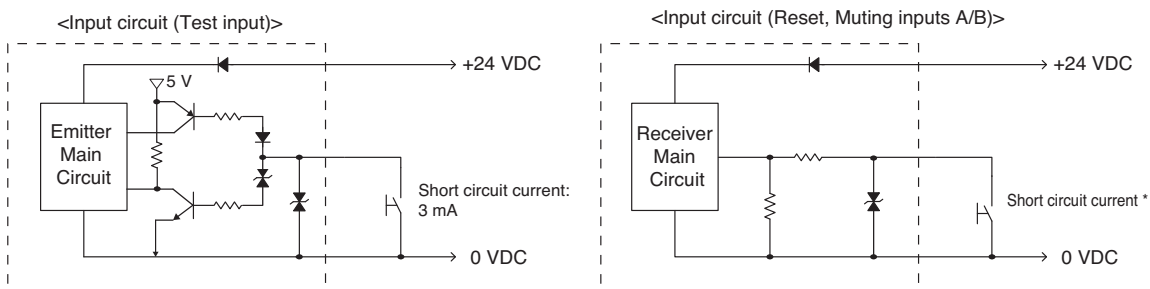 <Input circuit (Test input)>
+24 VDC
5 V
Emitter
Main
Circuit
Short circuit current:
3 mA
0 VDC
<Input circuit (Reset, Muting inputs A/B)>
+24 VDC
Receiver
Main
Circuit
Short circuit current *
0 VDC